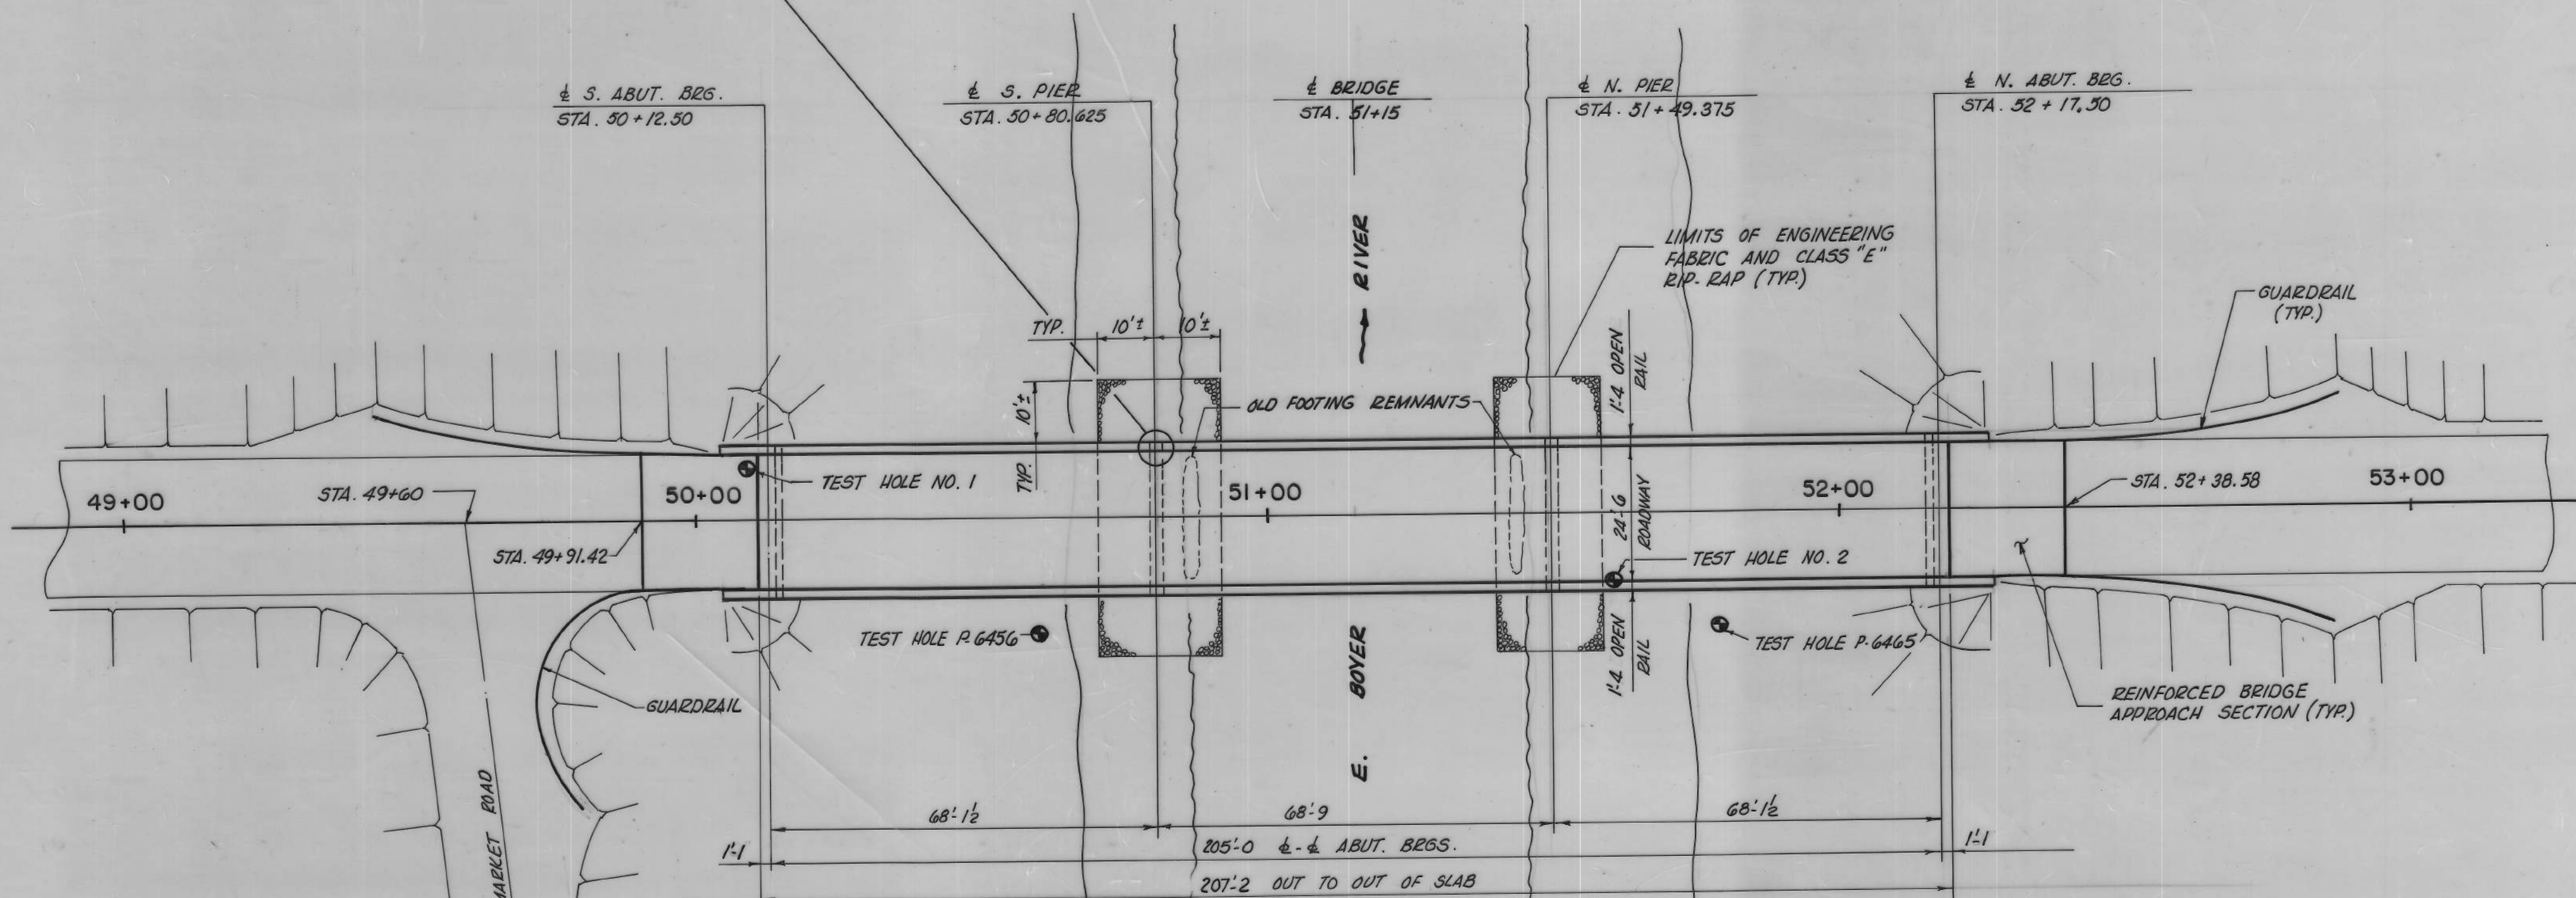 ℄ S. ABUT. BRG.
STA. 50+12.50
℄ S. PIER
STA. 50+80.625
℄ BRIDGE
STA. 51+15
℄ N. PIER
STA. 51+49.375
℄ N. ABUT. BRG.
STA. 52+17.50
RIVER
LIMITS OF ENGINEERING
FABRIC AND CLASS "E"
RIP-RAP (TYP.)
GUARDRAIL
(TYP.)
TYP.
10'±
10'±
10'±
TYP.
OLD FOOTING REMNANTS
1'-4 OPEN
RAIL
49+00
STA. 49+60
50+00
TEST HOLE NO. 1
51+00
24'-6
ROADWAY
52+00
STA. 52+38.58
53+00
STA. 49+91.42
TEST HOLE NO. 2
TEST HOLE P-6456
E. BOYER
1'-4 OPEN
RAIL
TEST HOLE P-6465
GUARDRAIL
REINFORCED BRIDGE
APPROACH SECTION (TYP.)
MARKET ROAD
68'-1½
68'-9
68'-1½
1'-1
205'-0 ℄-℄ ABUT. BRGS.
1'-1
207'-2 OUT TO OUT OF SLAB